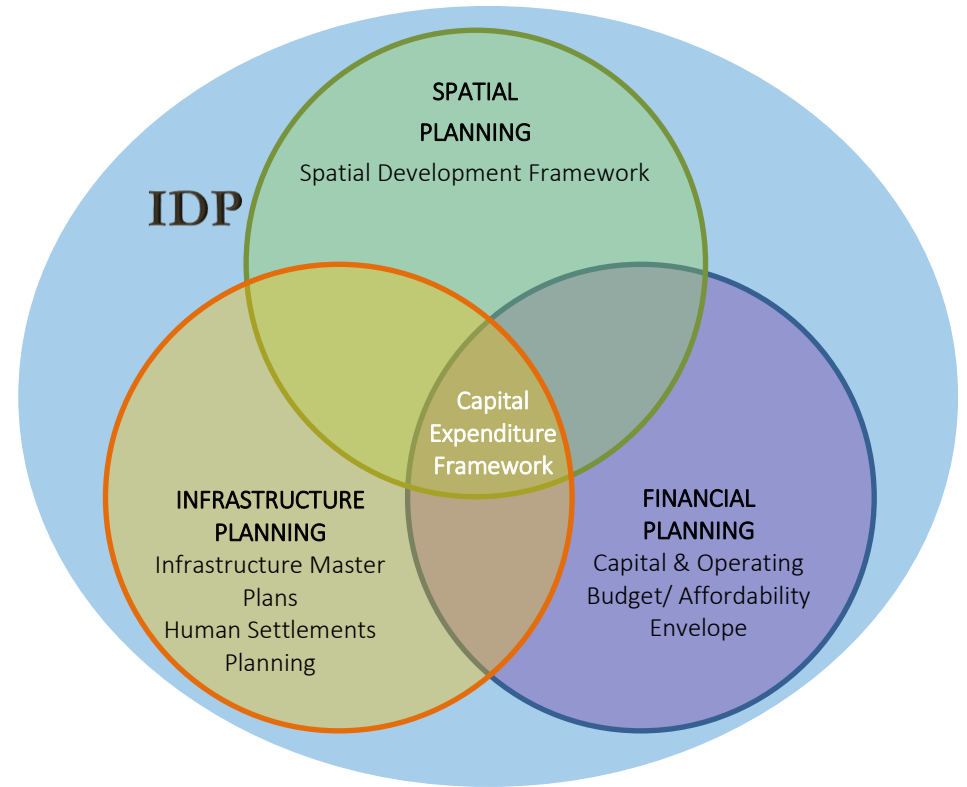 SPATIAL
PLANNING
Spatial Development Framework
IDP
Capital
Expenditure
Framework
INFRASTRUCTURE
PLANNING
Infrastructure Master
Plans
Human Settlements
Planning
FINANCIAL
PLANNING
Capital & Operating
Budget/ Affordability
Envelope